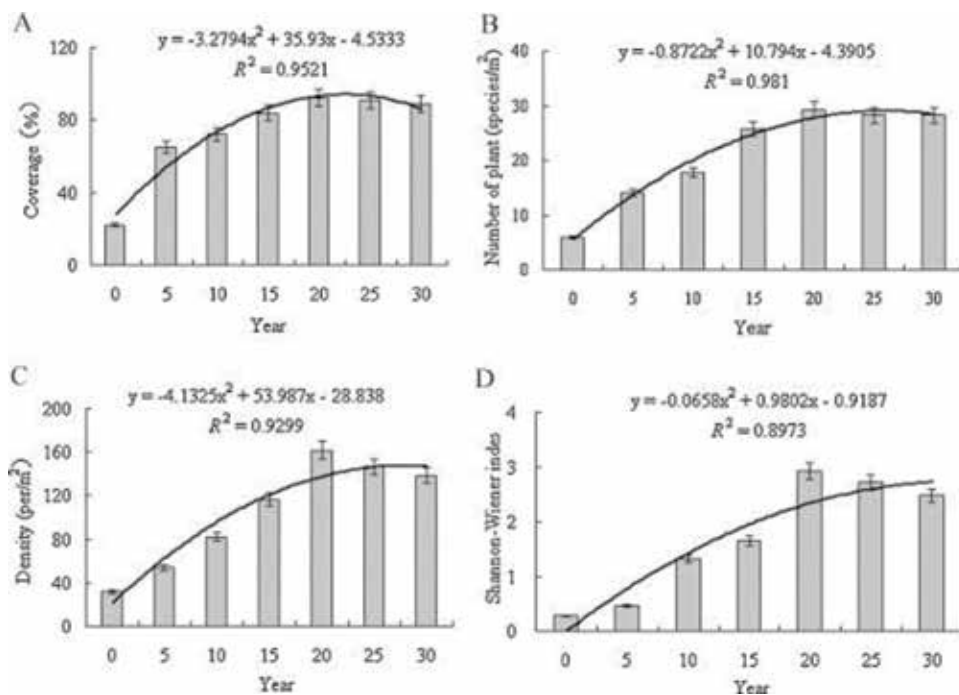 A
y = -3.2794x² + 35.93x - 4.5333
R² = 0.9521
Coverage (%)
120
80
40
0
0 5 10 15 20 25 30
Year
B
y = -0.8722x² + 10.794x - 4.3905
R² = 0.981
Number of plant (species/m²)
40
30
20
10
0
0 5 10 15 20 25 30
Year
C
y = -4.1325x² + 53.987x - 28.838
R² = 0.9299
Density (per/m²)
200
160
120
80
40
0
0 5 10 15 20 25 30
Year
D
y = -0.0658x² + 0.9802x - 0.9187
R² = 0.8973
Shannon-Wiener indes
4
3
2
1
0
0 5 10 15 20 25 30
Year